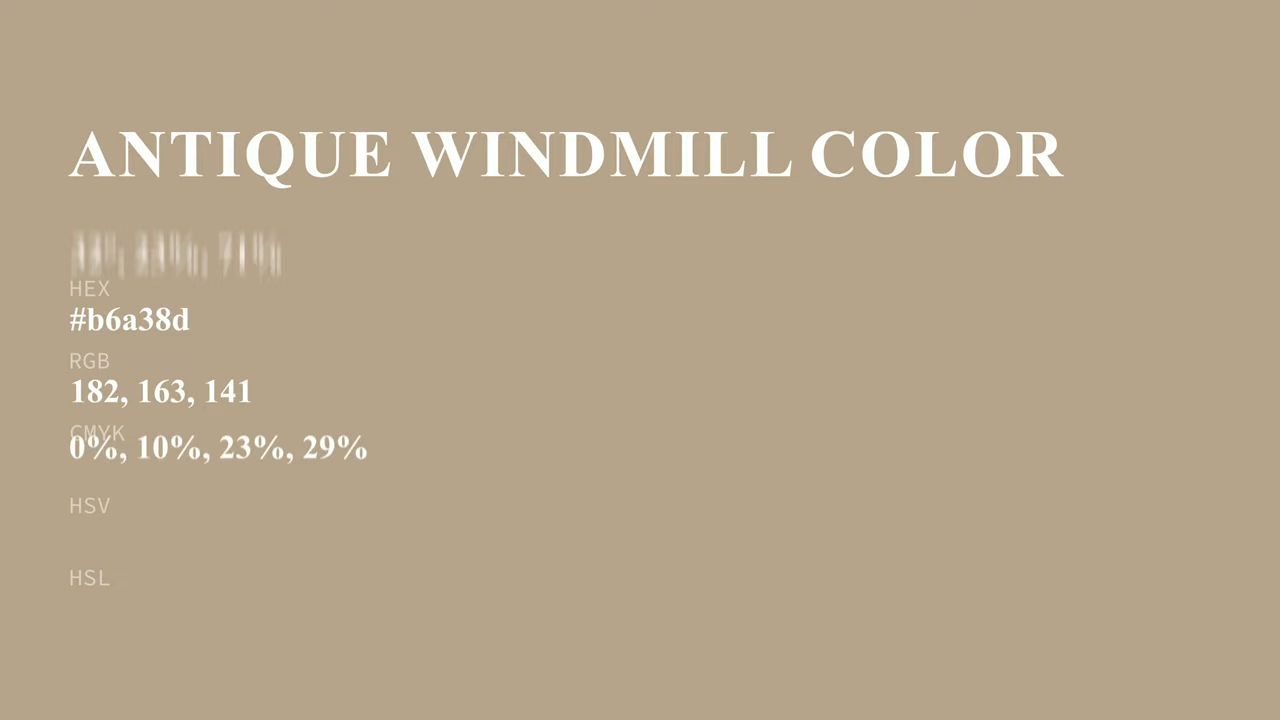 ANTIQUE WINDMILL COLOR
HEX
#b6a38d
RGB
182, 163, 141
CMYK
0%, 10%, 23%, 29%
HSV
HSL